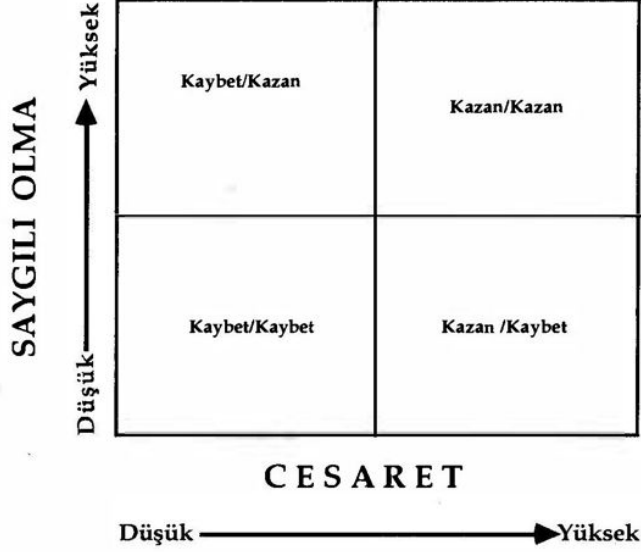 SAYGILI OLMA
Yüksek
Düşük
Kaybet/Kazan
Kazan/Kazan
Kaybet/Kaybet
Kazan /Kaybet
CESARET
Düşük
Yüksek